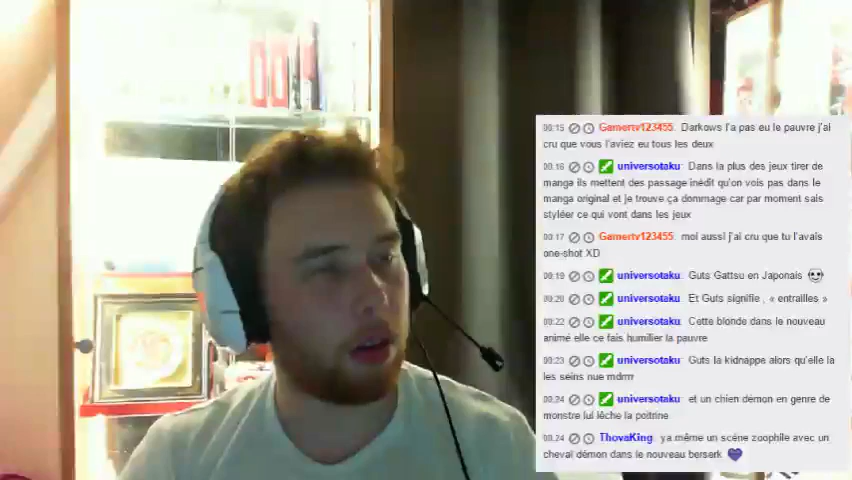 00:15 Gamertv123455: Darkows l'a pas eu le pauvre j'ai
cru que vous l'aviez eu tous les deux
00:16 universotaku: Dans la plus des jeux tirer de
manga ils mettent des passage inédit qu'on vois pas dans le
manga original et je trouve ça dommage car par moment sais
styléer ce qui vont dans les jeux
00:17 Gamertv123455: moi aussi j'ai cru que tu l'avais
one-shot XD
00:19 universotaku: Guts Gattsu en Japonais
00:20 universotaku: Et Guts signifie , « entrailles »
00:22 universotaku: Cette blonde dans le nouveau
animé elle ce fais humilier la pauvre
00:23 universotaku: Guts la kidnappe alors qu'elle la
les seins nue mdrrr
00:24 universotaku: et un chien démon en genre de
monstre lui lèche la poitrine
00:24 ThovaKing: ya même un scène zoophile avec un
cheval démon dans le nouveau berserk